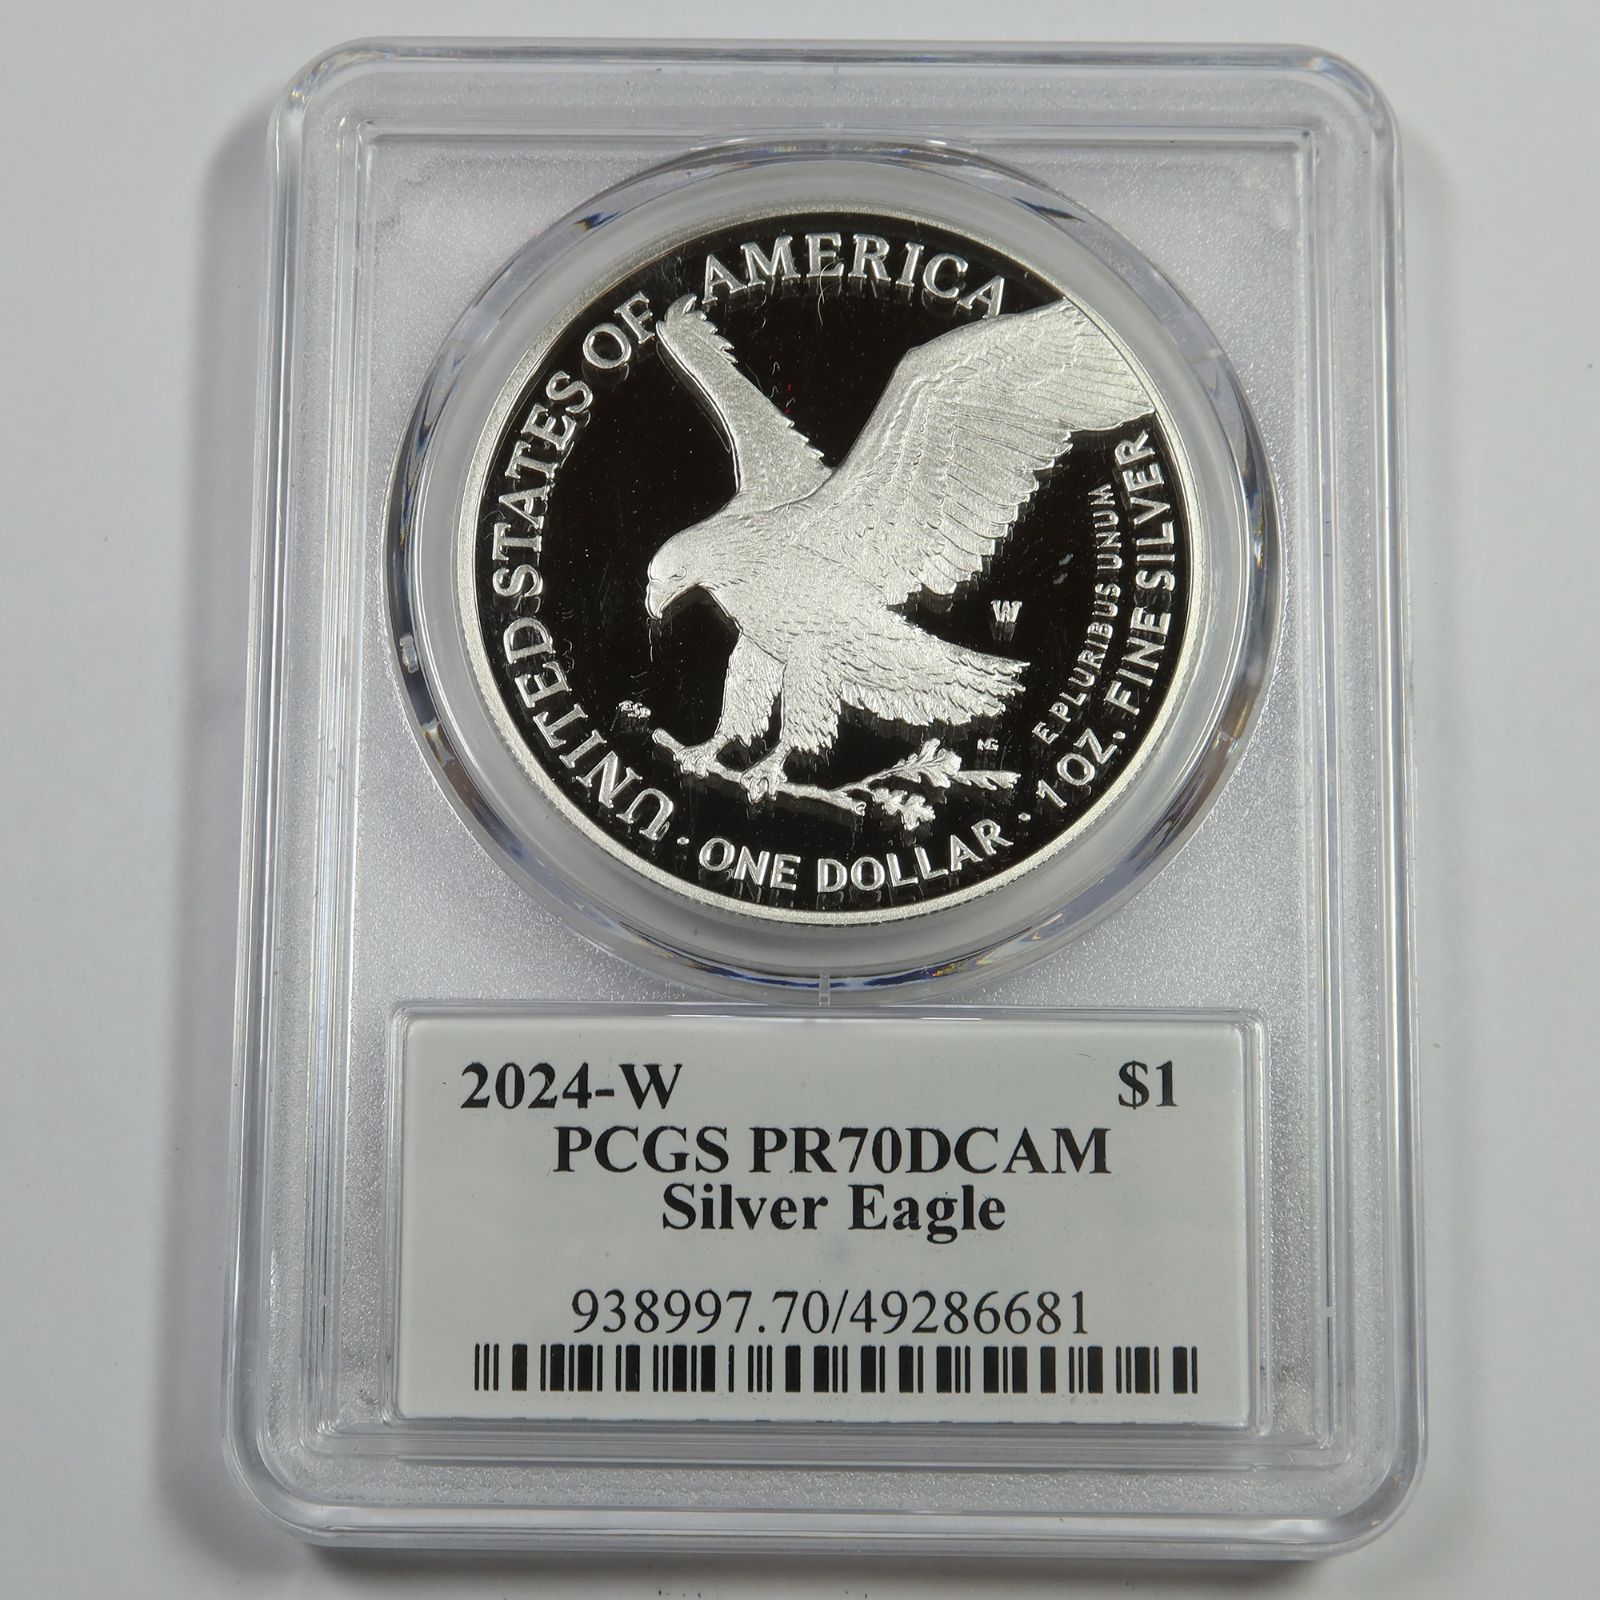 UNITED STATES OF AMERICA
W
E PLURIBUS UNUM
· ONE DOLLAR · 1 OZ. FINE SILVER
2024-W $1
PCGS PR70DCAM
Silver Eagle
938997.70/49286681